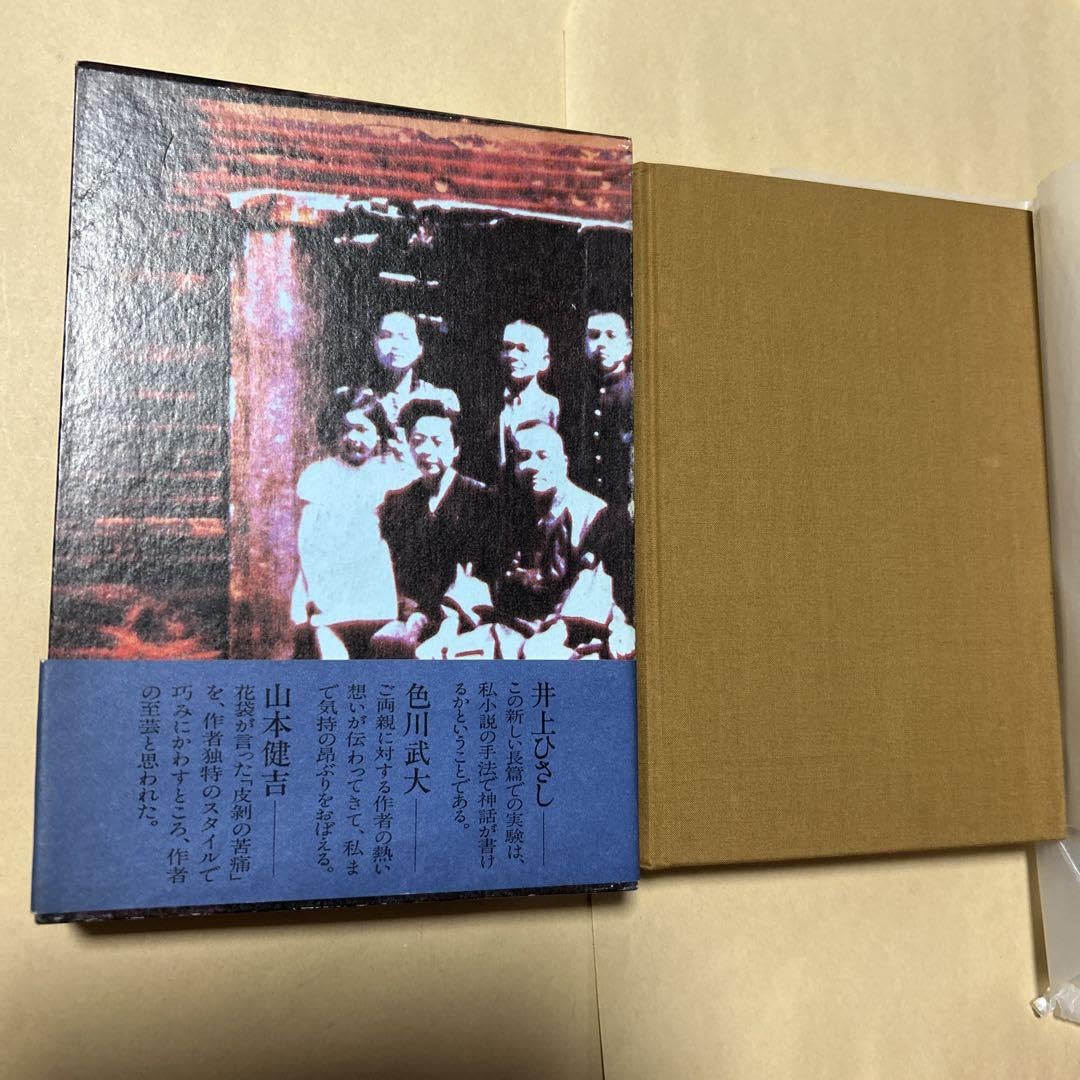 井上ひさし――
この新しい長篇での実験は、
私小説の手法で神話が書け
るかということである。
色川武大――
ご両親に対する作者の熱い
想いが伝わってきて、私ま
で気持の昂ぶりをおぼえる。
山本健吉――
花袋が言った「皮剝の苦痛」
を、作者独特のスタイルで
巧みにかわすところ、作者
の至芸と思われた。